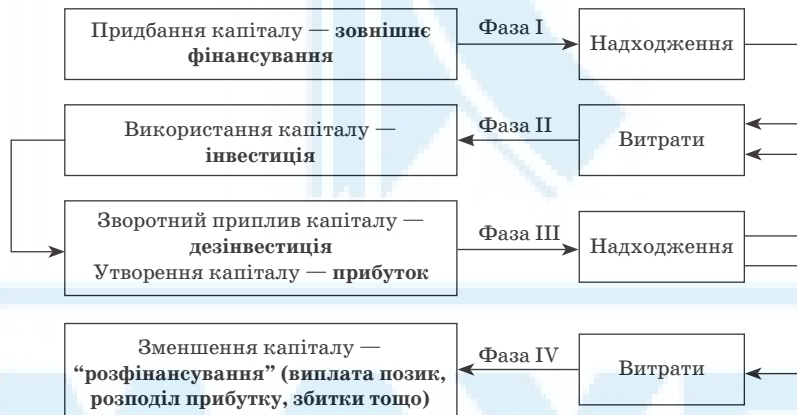 Придбання капіталу — зовнішнє
фінансування
Фаза I
Надходження
Використання капіталу —
інвестиція
Фаза II
Витрати
Зворотний приплив капіталу —
дезінвестиція
Утворення капіталу — прибуток
Фаза III
Надходження
Зменшення капіталу —
“розфінансування” (виплата позик,
розподіл прибутку, збитки тощо)
Фаза IV
Витрати